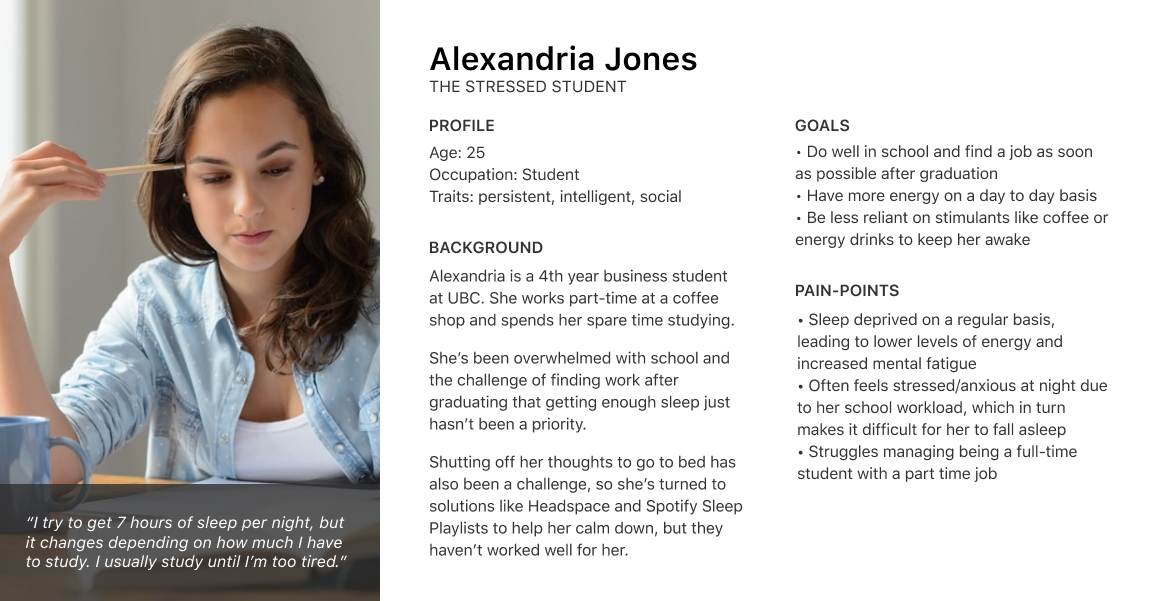 Alexandria Jones
THE STRESSED STUDENT
PROFILE
Age: 25
Occupation: Student
Traits: persistent, intelligent, social
BACKGROUND
Alexandria is a 4th year business student
at UBC. She works part-time at a coffee
shop and spends her spare time studying.
She’s been overwhelmed with school and
the challenge of finding work after
graduating that getting enough sleep just
hasn’t been a priority.
Shutting off her thoughts to go to bed has
also been a challenge, so she’s turned to
solutions like Headspace and Spotify Sleep
Playlists to help her calm down, but they
haven’t worked well for her.
GOALS
• Do well in school and find a job as soon
as possible after graduation
• Have more energy on a day to day basis
• Be less reliant on stimulants like coffee or
energy drinks to keep her awake
PAIN-POINTS
• Sleep deprived on a regular basis,
leading to lower levels of energy and
increased mental fatigue
• Often feels stressed/anxious at night due
to her school workload, which in turn
makes it difficult for her to fall asleep
• Struggles managing being a full-time
student with a part time job
“I try to get 7 hours of sleep per night, but
it changes depending on how much I have
to study. I usually study until I’m too tired.”